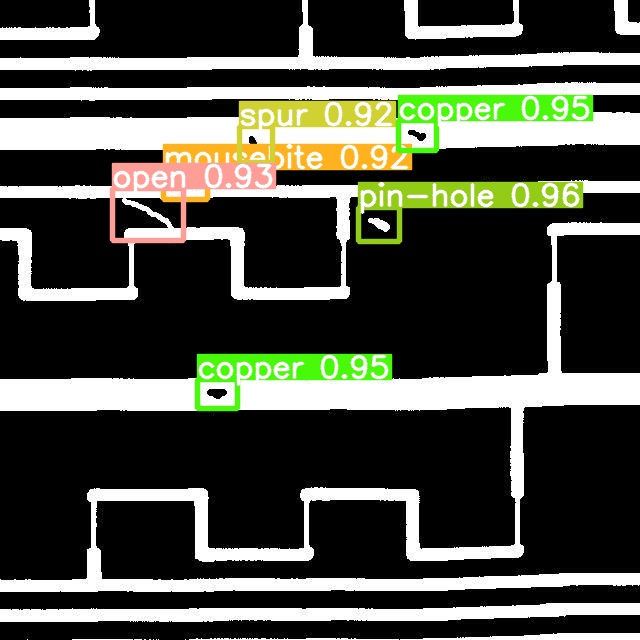 spur 0.92
copper 0.95
mousebite 0.92
open 0.93
pin-hole 0.96
copper 0.95